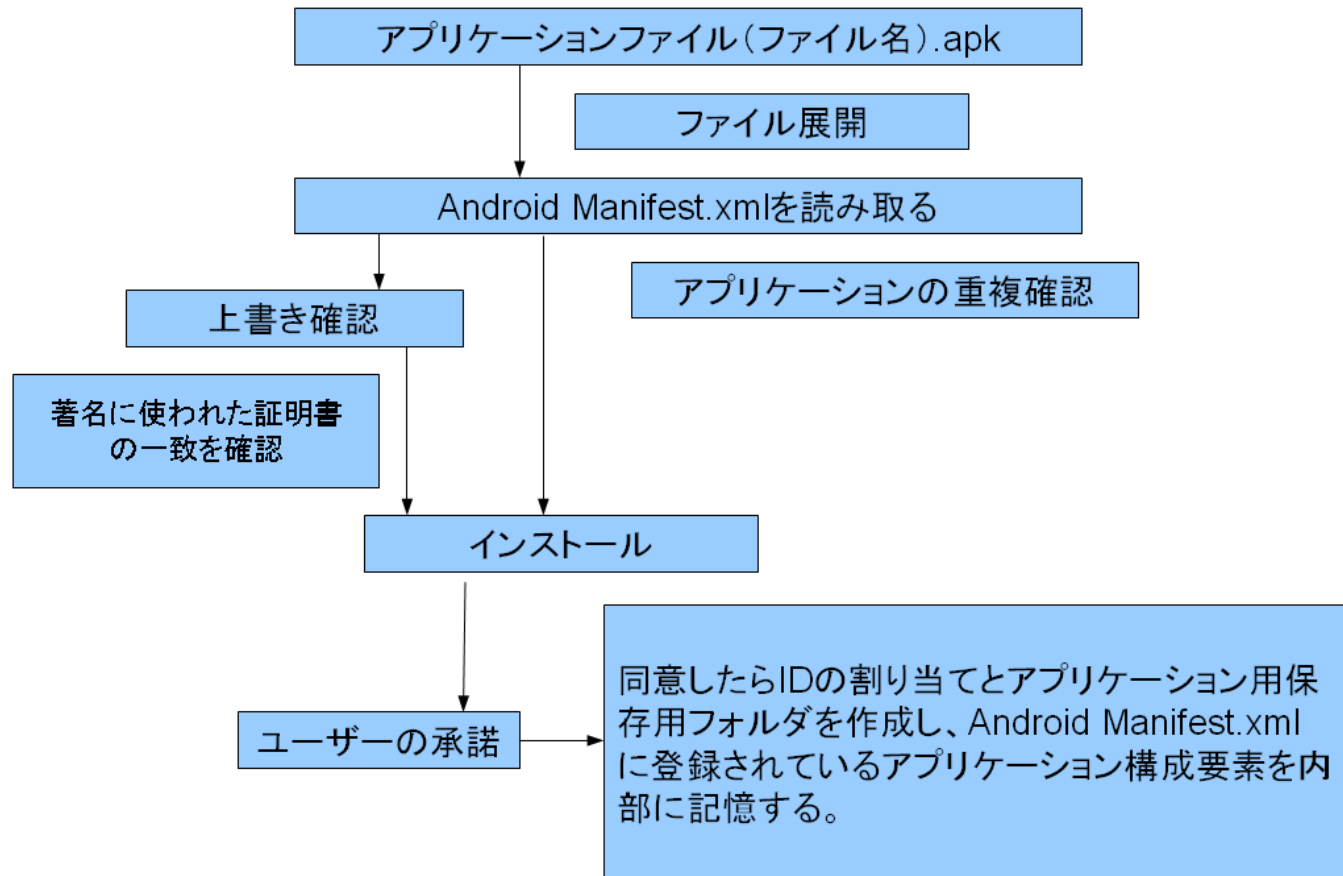 アプリケーションファイル(ファイル名).apk
ファイル展開
Android Manifest.xmlを読み取る
アプリケーションの重複確認
上書き確認
著名に使われた証明書
の一致を確認
インストール
同意したらIDの割り当てとアプリケーション用保
存用フォルダを作成し、Android Manifest.xml
に登録されているアプリケーション構成要素を内
部に記憶する。
ユーザーの承諾